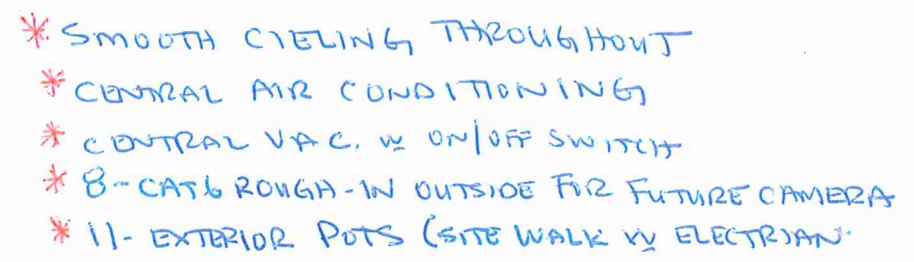 * SMOOTH CIELING THROUGHOUT
* CENTRAL AIR CONDITIONING
* CENTRAL VAC. W ON/OFF SWITCH
* 8-CAT6 ROUGH-IN OUTSIDE FOR FUTURE CAMERA
* 11- EXTERIOR POTS (SITE WALK W ELECTRIAN.